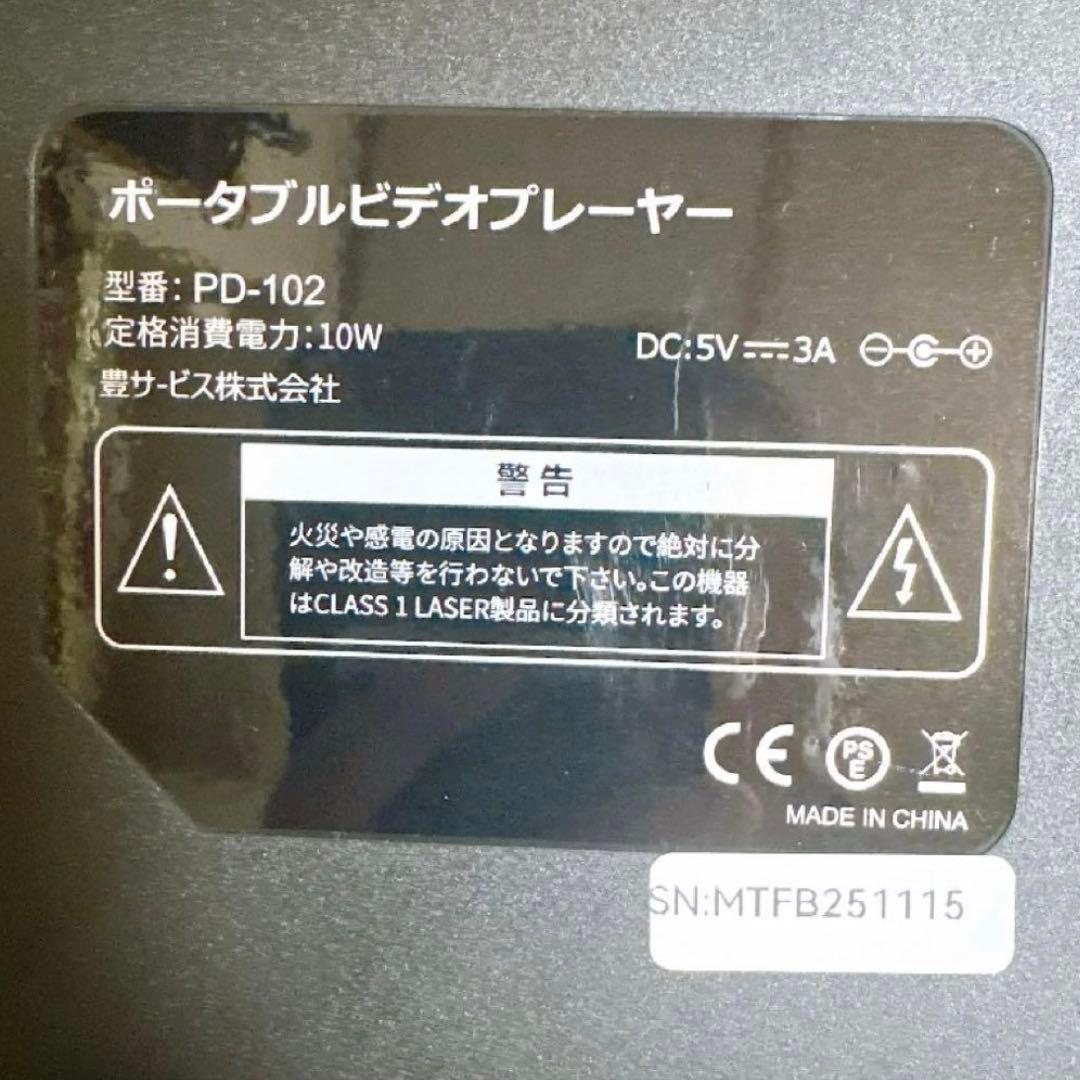 ポータブルビデオプレーヤー
型番: PD-102
定格消費電力:10W
DC:5V 3A
豊サービス株式会社
警告
火災や感電の原因となりますので絶対に分
解や改造等を行わないで下さい。この機器
はCLASS 1 LASER製品に分類されます。
CE PSE
MADE IN CHINA
SN:MTFB251115